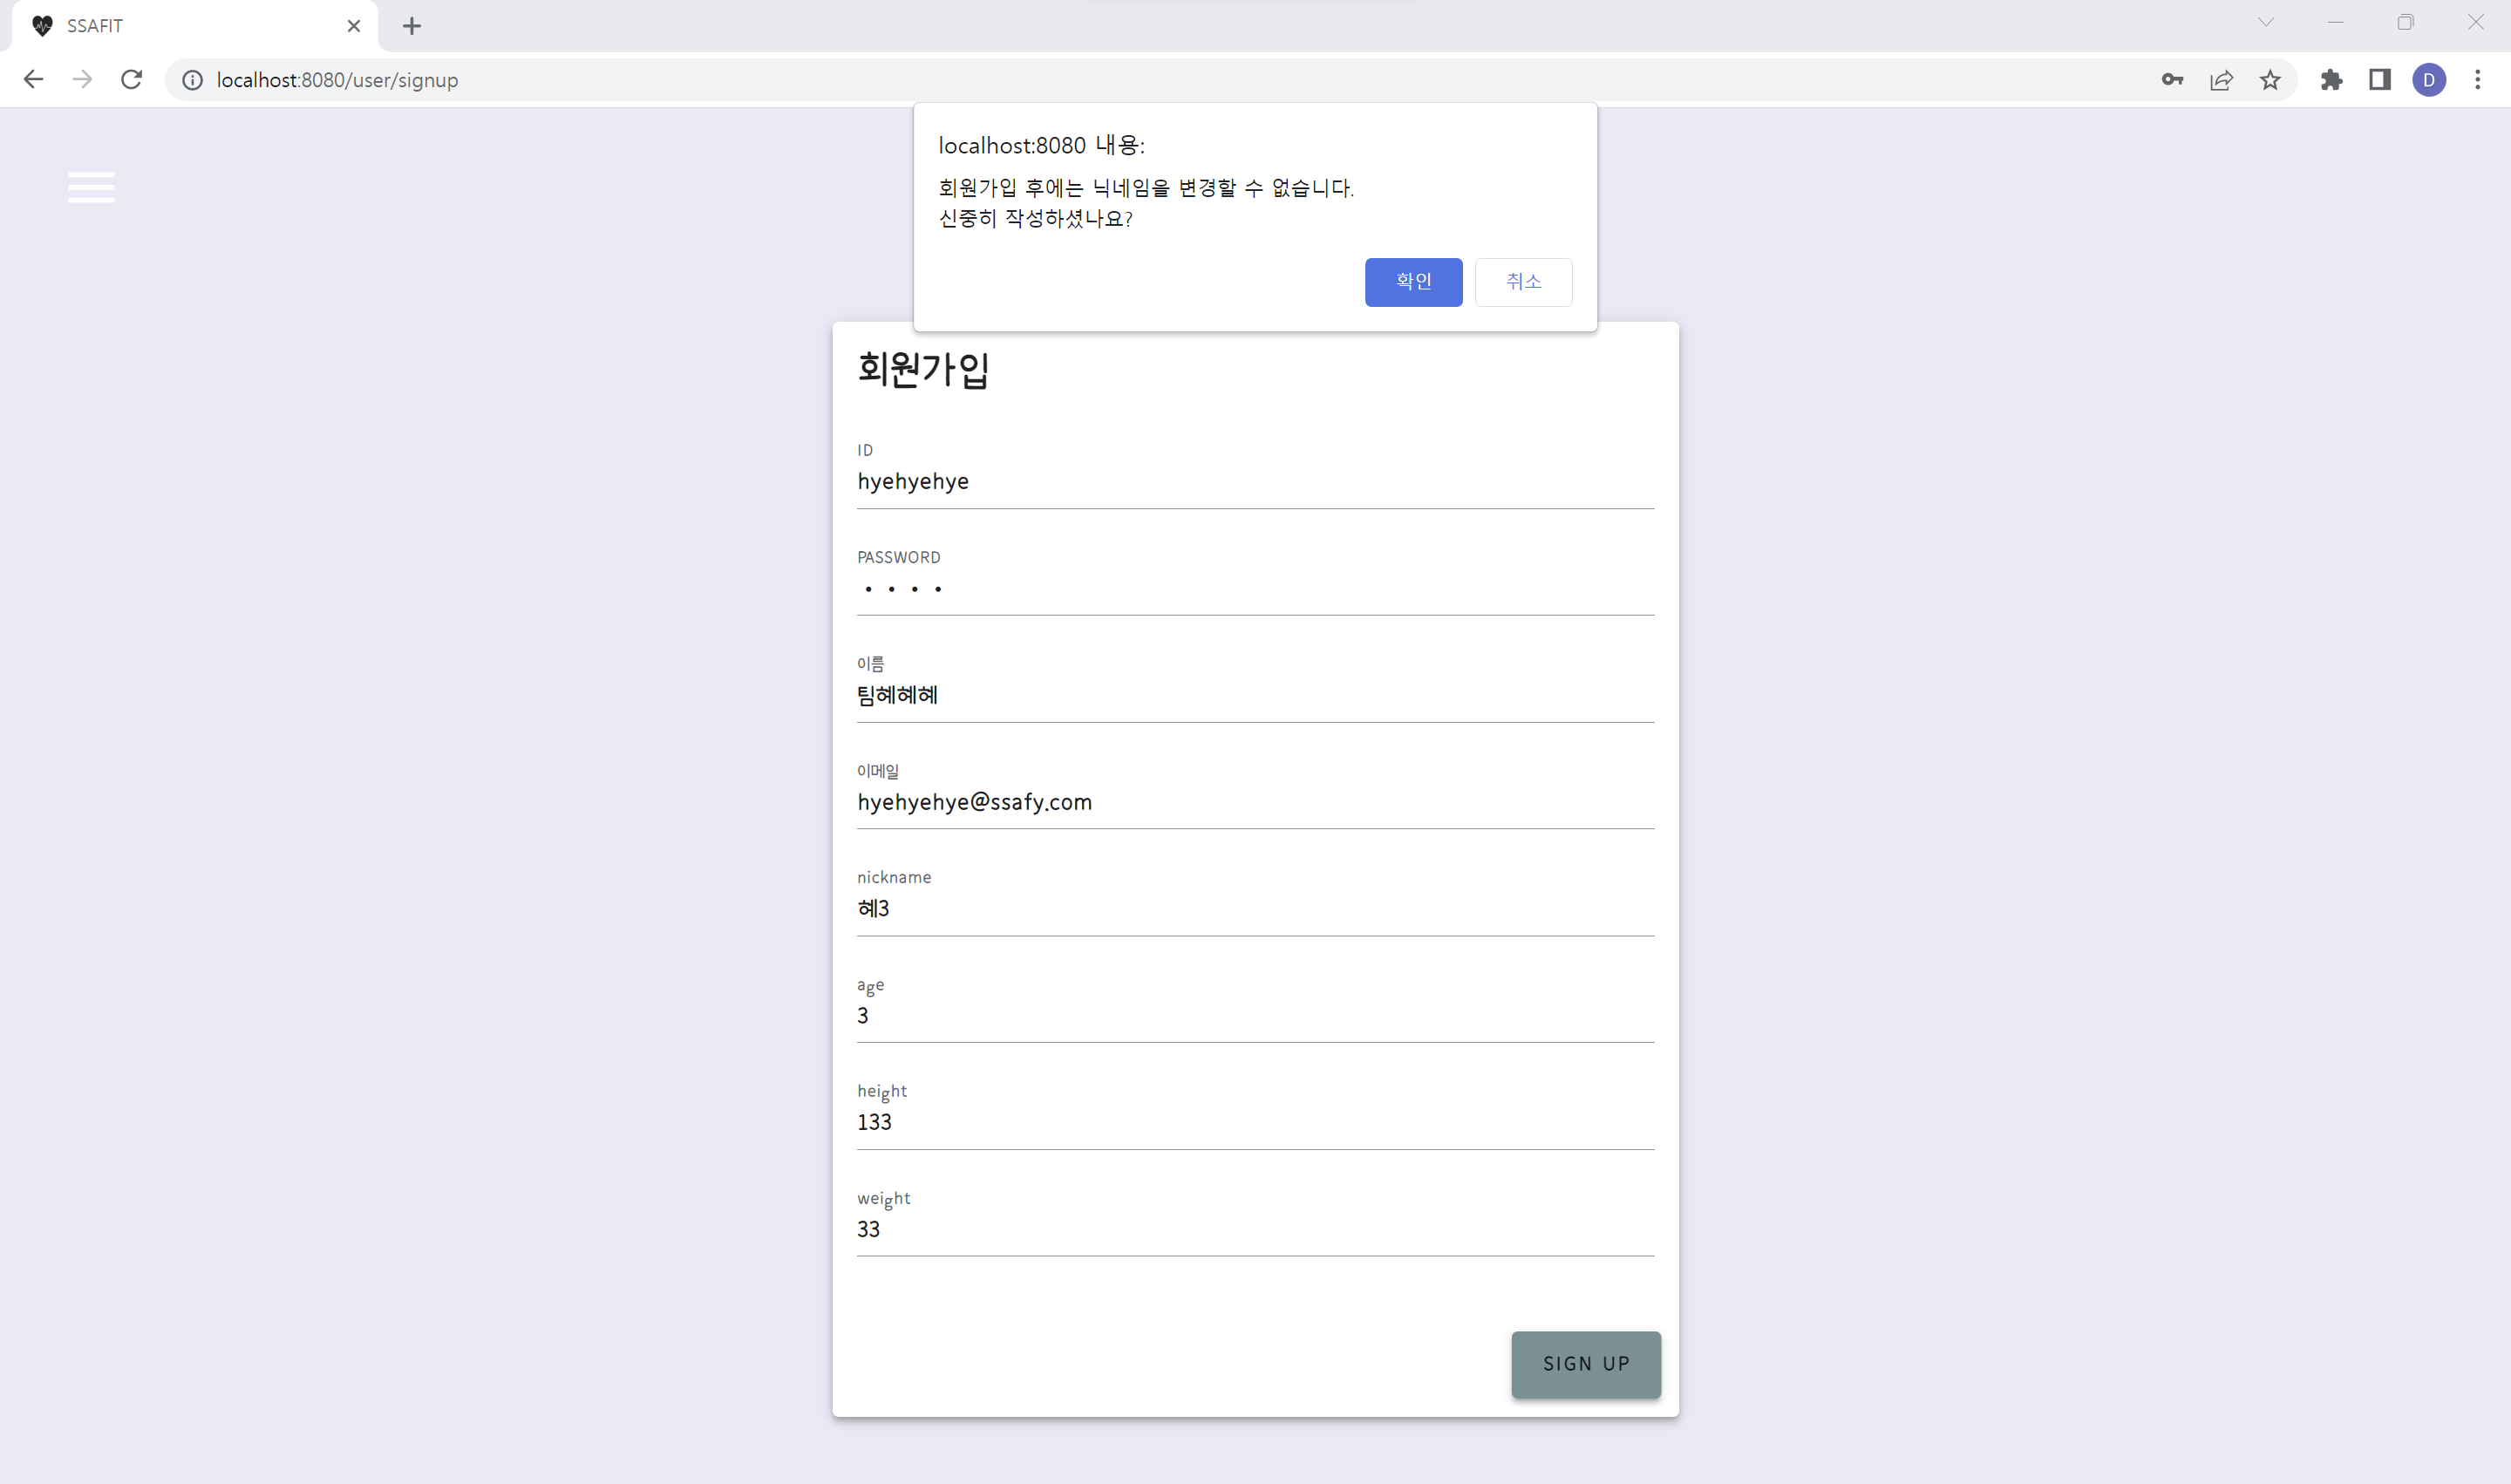 SSAFIT
localhost:8080/user/signup
D
localhost:8080 내용:
회원가입 후에는 닉네임을 변경할 수 없습니다.
신중히 작성하셨나요?
확인 취소
회원가입
ID
hyehyehye
PASSWORD
이름
팀혜혜혜
이메일
hyehyehye@ssafy.com
nickname
혜3
age
3
height
133
weight
33
SIGN UP